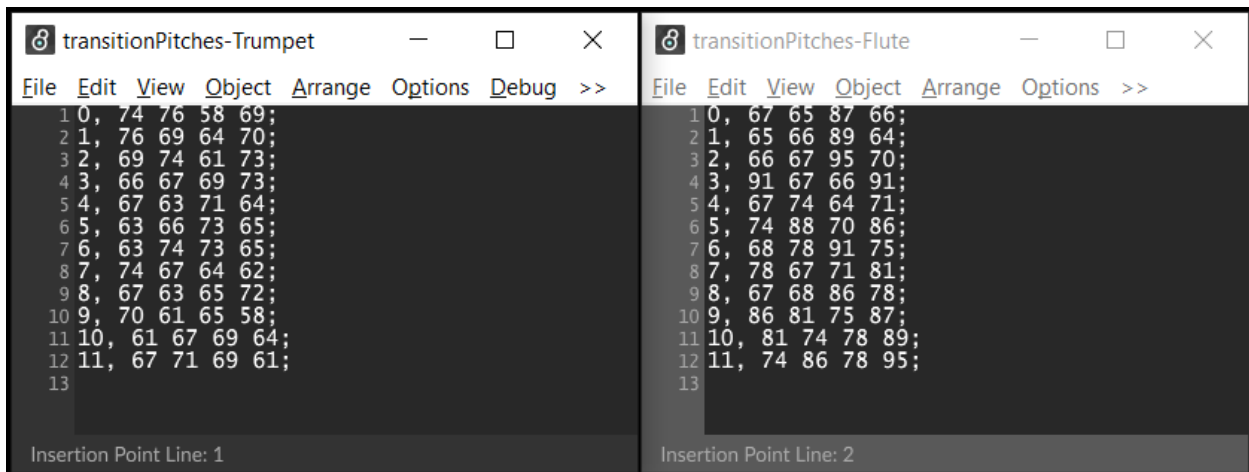 transitionPitches-Trumpet
File Edit View Object Arrange Options Debug >>
1 0, 74 76 58 69;
2 1, 76 69 64 70;
3 2, 69 74 61 73;
4 3, 66 67 69 73;
5 4, 67 63 71 64;
6 5, 63 66 73 65;
7 6, 63 74 73 65;
8 7, 74 67 64 62;
9 8, 67 63 65 72;
10 9, 70 61 65 58;
11 10, 61 67 69 64;
12 11, 67 71 69 61;
13
Insertion Point Line: 1
transitionPitches-Flute
File Edit View Object Arrange Options >>
1 0, 67 65 87 66;
2 1, 65 66 89 64;
3 2, 66 67 95 70;
4 3, 91 67 66 91;
5 4, 67 74 64 71;
6 5, 74 88 70 86;
7 6, 68 78 91 75;
8 7, 78 67 71 81;
9 8, 67 68 86 78;
10 9, 86 81 75 87;
11 10, 81 74 78 89;
12 11, 74 86 78 95;
13
Insertion Point Line: 2